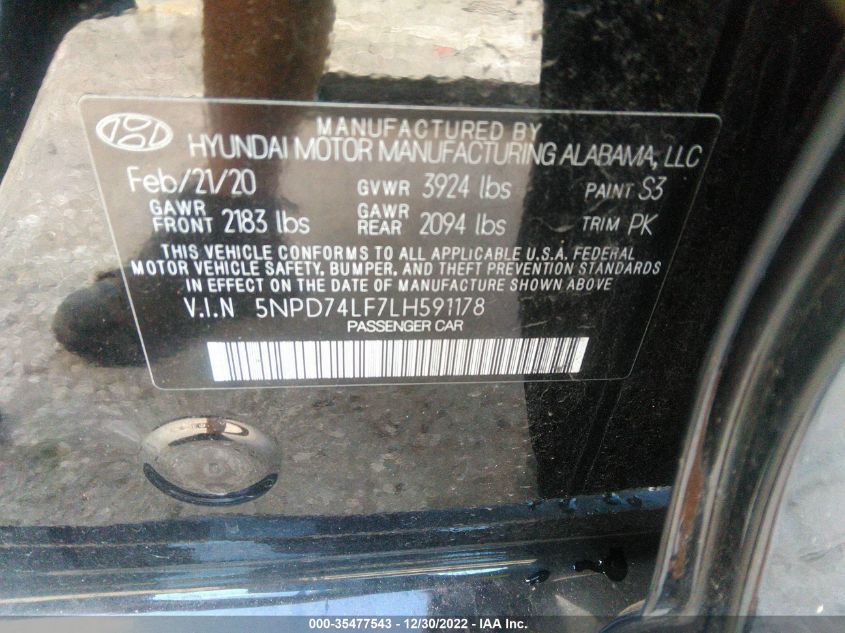 MANUFACTURED BY
HYUNDAI MOTOR MANUFACTURING ALABAMA, LLC
Feb/21/20 GVWR 3924 lbs PAINT S3
GAWR FRONT 2183 lbs GAWR REAR 2094 lbs TRIM PK
THIS VEHICLE CONFORMS TO ALL APPLICABLE U.S.A. FEDERAL
MOTOR VEHICLE SAFETY, BUMPER, AND THEFT PREVENTION STANDARDS
IN EFFECT ON THE DATE OF MANUFACTURE SHOWN ABOVE
V.I.N 5NPD74LF7LH591178
PASSENGER CAR
000-35477543 - 12/30/2022 - IAA Inc.